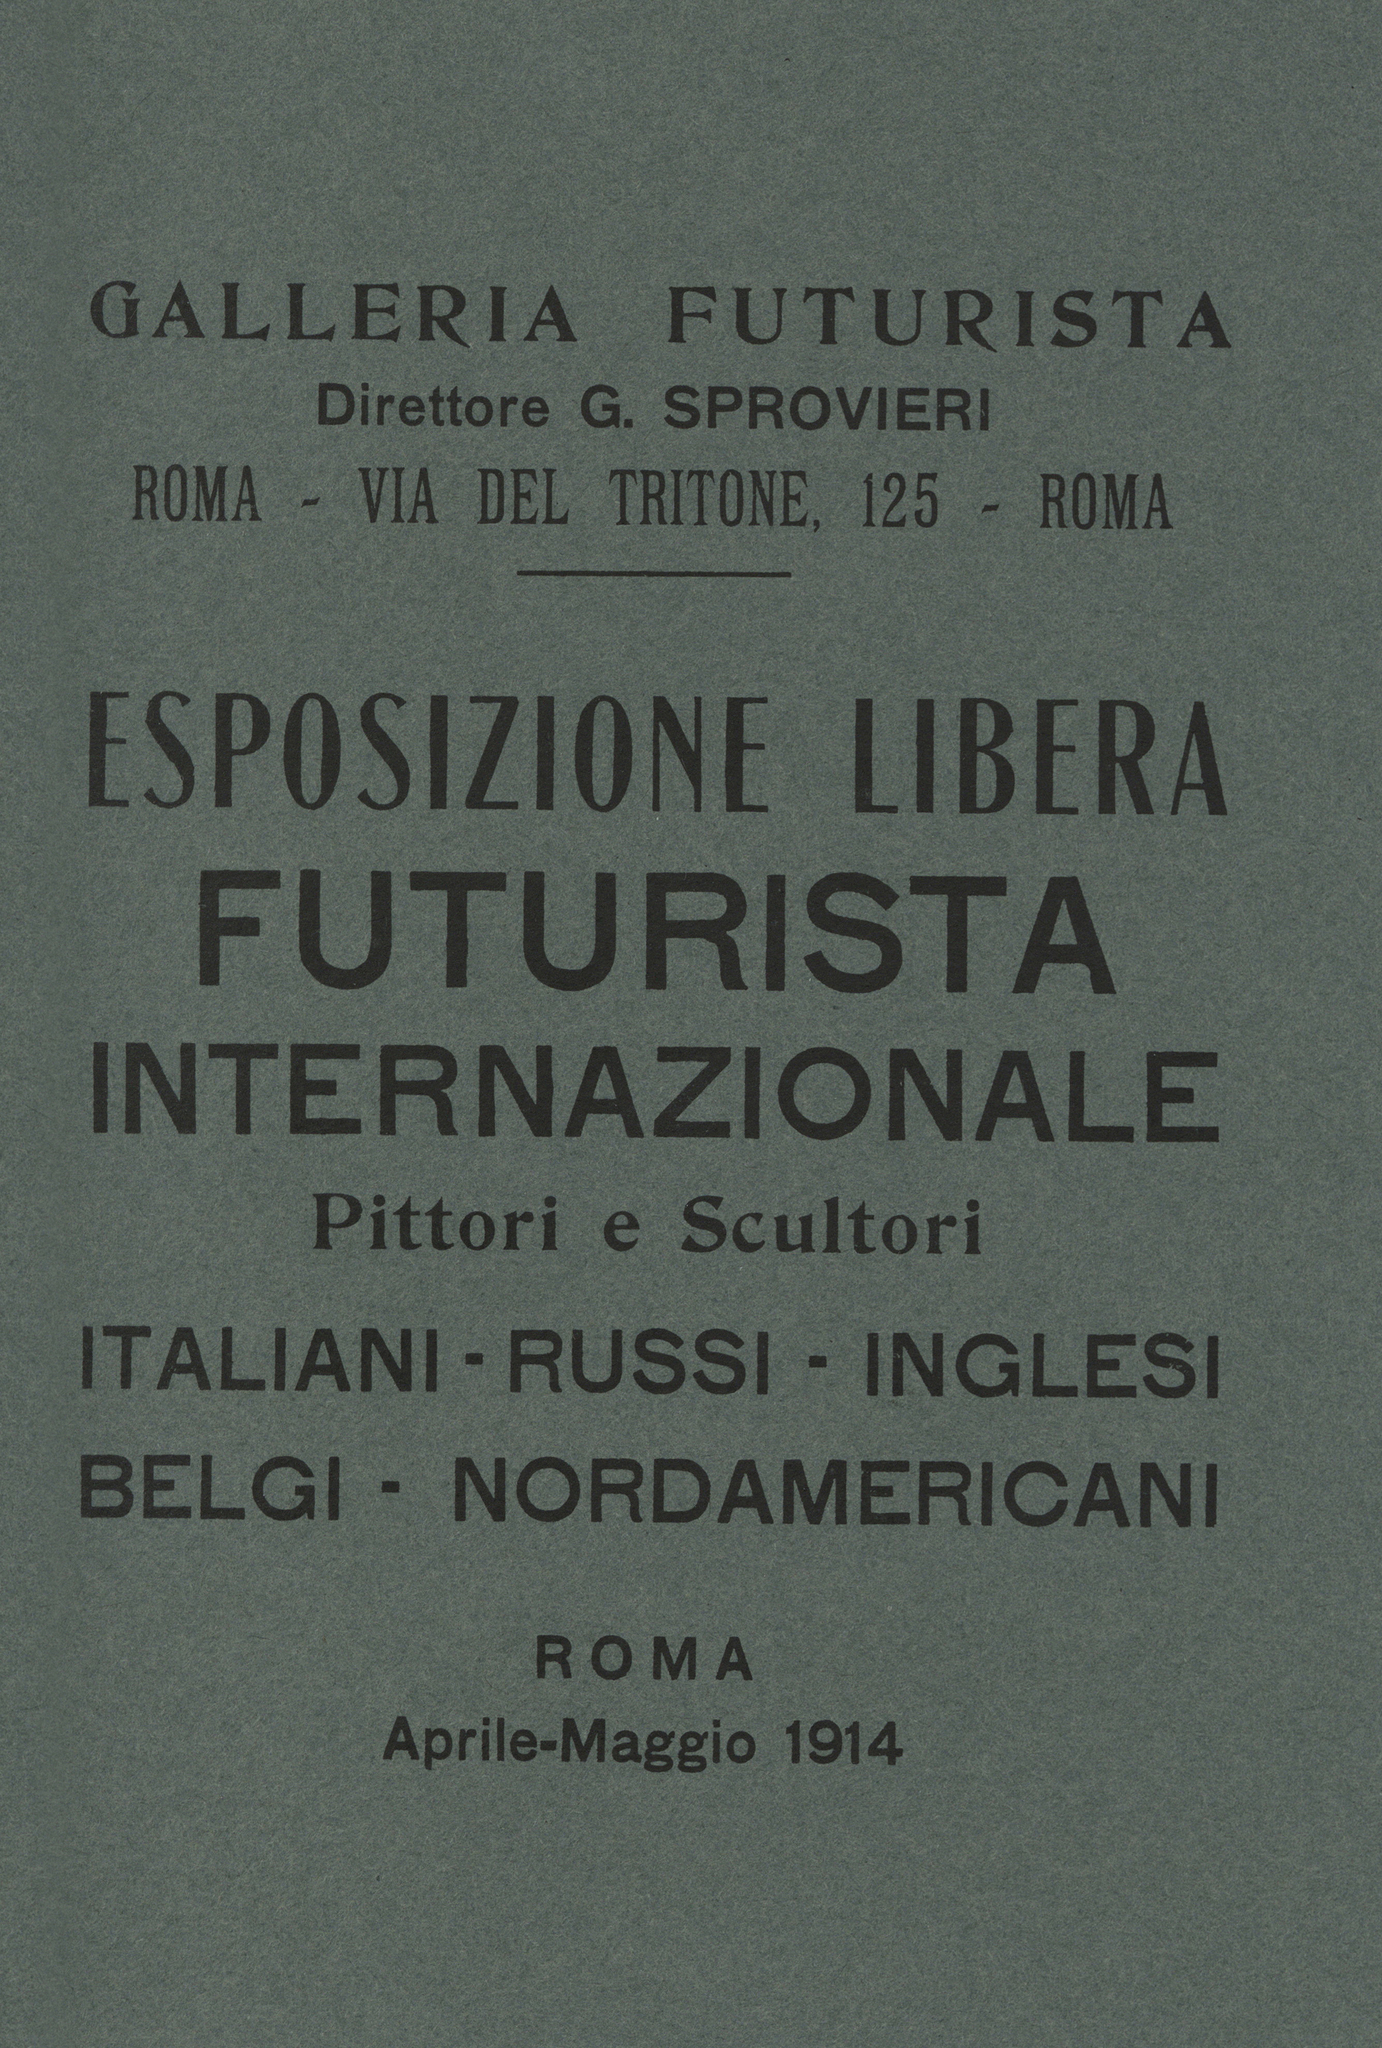 GALLERIA FUTURISTA
Direttore G. SPROVIERI
ROMA - VIA DEL TRITONE, 125 - ROMA
ESPOSIZIONE LIBERA
FUTURISTA
INTERNAZIONALE
Pittori e Scultori
ITALIANI - RUSSI - INGLESI
BELGI - NORDAMERICANI
ROMA
Aprile-Maggio 1914